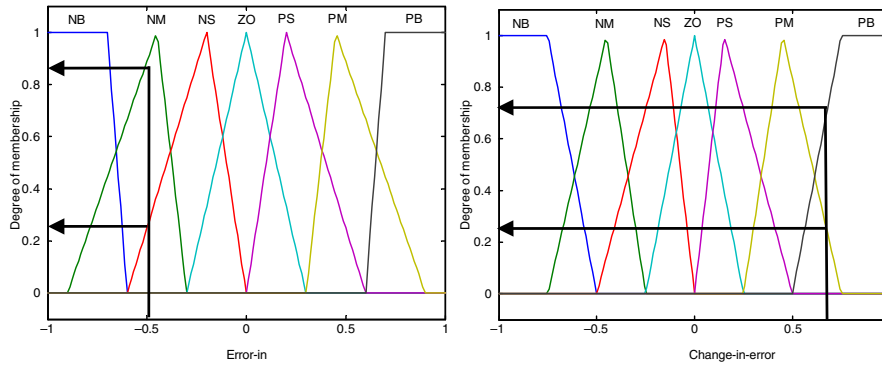 NB NM NS ZO PS PM PB
1
0.8
0.6
0.4
0.2
0
Degree of membership
−1 −0.5 0 0.5 1
Error-in
NB NM NS ZO PS PM PB
1
0.8
0.6
0.4
0.2
0
Degree of membership
−1 −0.5 0 0.5
Change-in-error